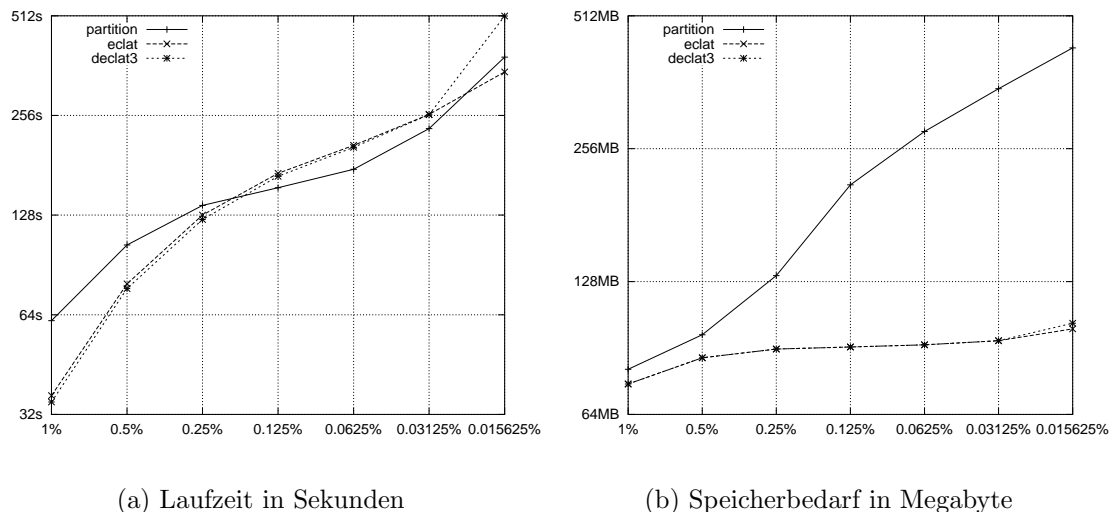 512s
256s
128s
64s
32s
1%
0.5%
0.25%
0.125%
0.0625%
0.03125%
0.015625%
partition
eclat
declat3
(a) Laufzeit in Sekunden
512MB
256MB
128MB
64MB
1%
0.5%
0.25%
0.125%
0.0625%
0.03125%
0.015625%
partition
eclat
declat3
(b) Speicherbedarf in Megabyte